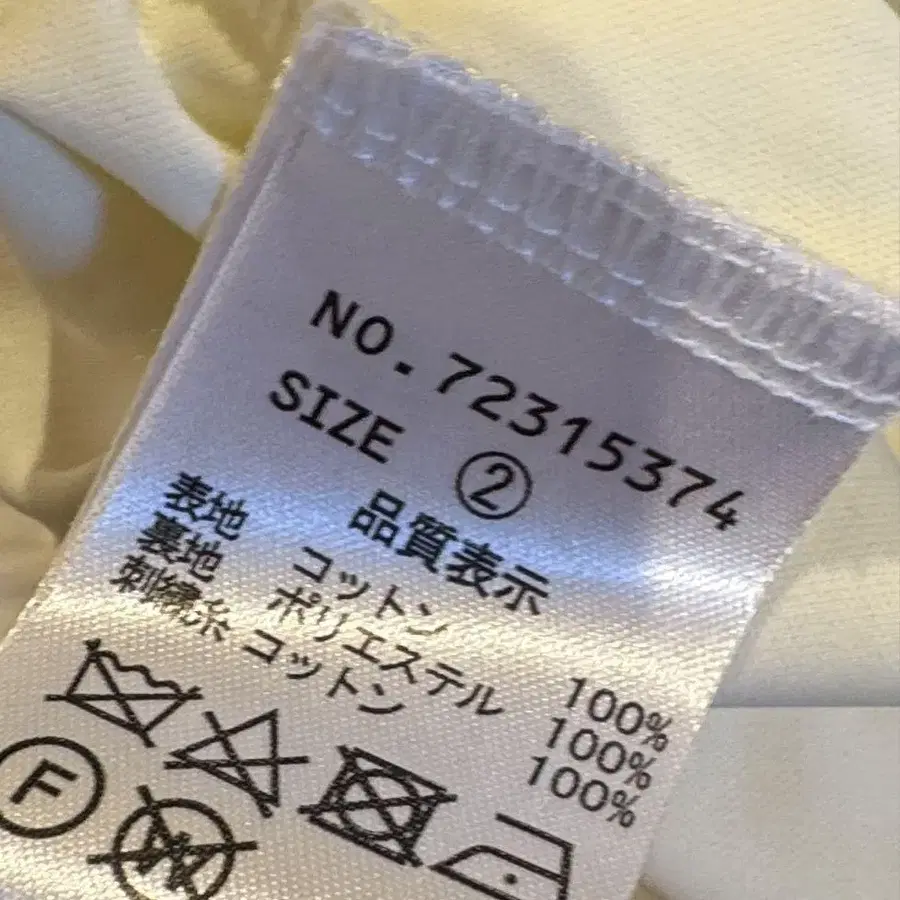 NO.72315374
SIZE ②
品質表示
表地 コットン 100%
裏地 ポリエステル 100%
刺繍糸 コットン 100%
F
W